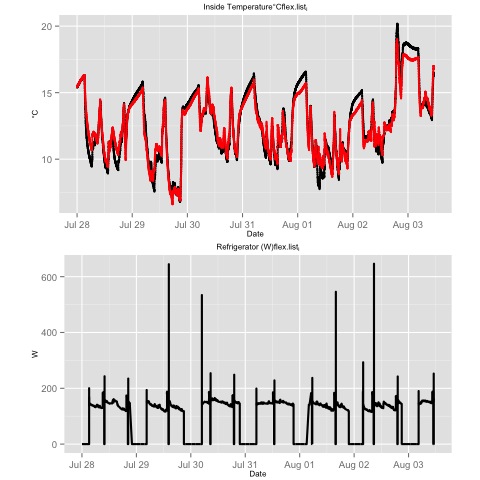 Inside Temperature°Cflex.list,
20
15
10
°C
Jul 28 Jul 29 Jul 30 Jul 31 Aug 01 Aug 02 Aug 03
Date
Refrigerator (W)flex.list,
600
400
200
0
W
Jul 28 Jul 29 Jul 30 Jul 31 Aug 01 Aug 02 Aug 03
Date